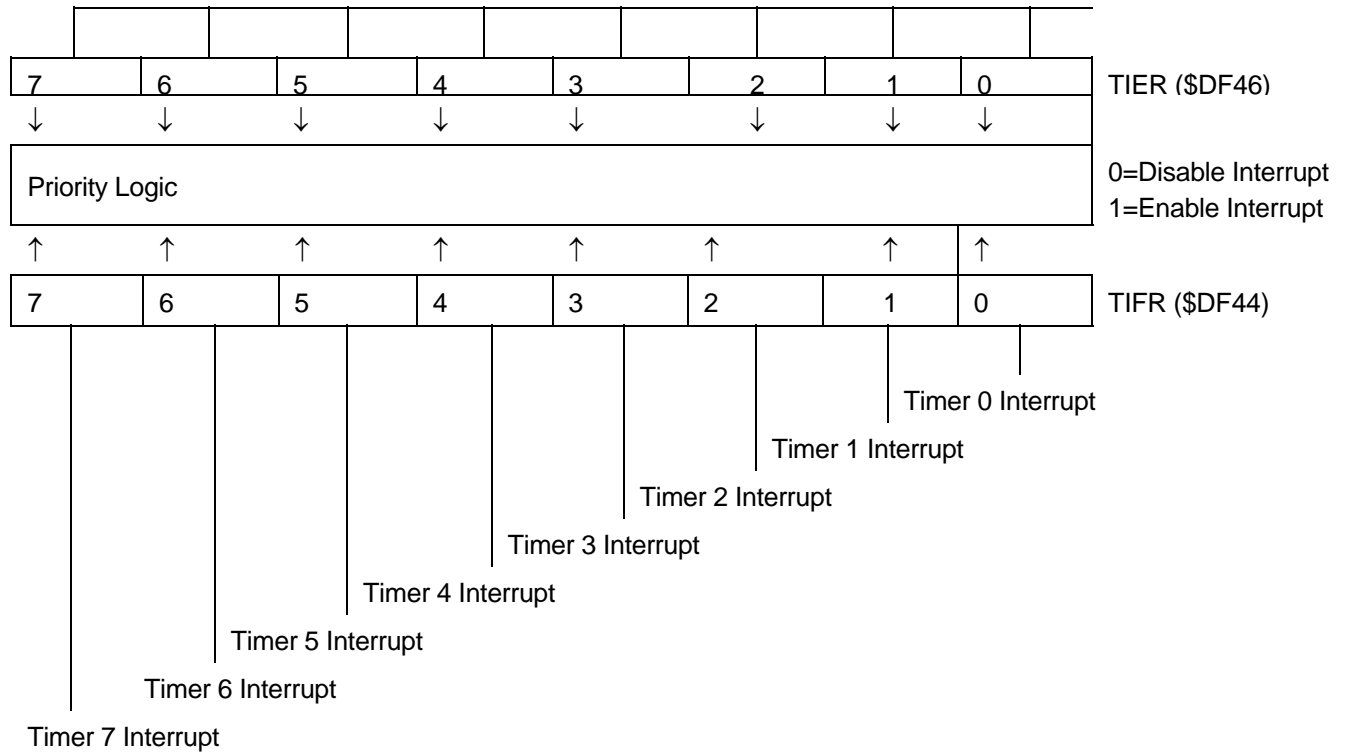 7 6 5 4 3 2 1 0 TIER ($DF46)
↓ ↓ ↓ ↓ ↓ ↓ ↓ ↓
Priority Logic
0=Disable Interrupt
1=Enable Interrupt
↑ ↑ ↑ ↑ ↑ ↑ ↑ ↑
7 6 5 4 3 2 1 0 TIFR ($DF44)
Timer 0 Interrupt
Timer 1 Interrupt
Timer 2 Interrupt
Timer 3 Interrupt
Timer 4 Interrupt
Timer 5 Interrupt
Timer 6 Interrupt
Timer 7 Interrupt